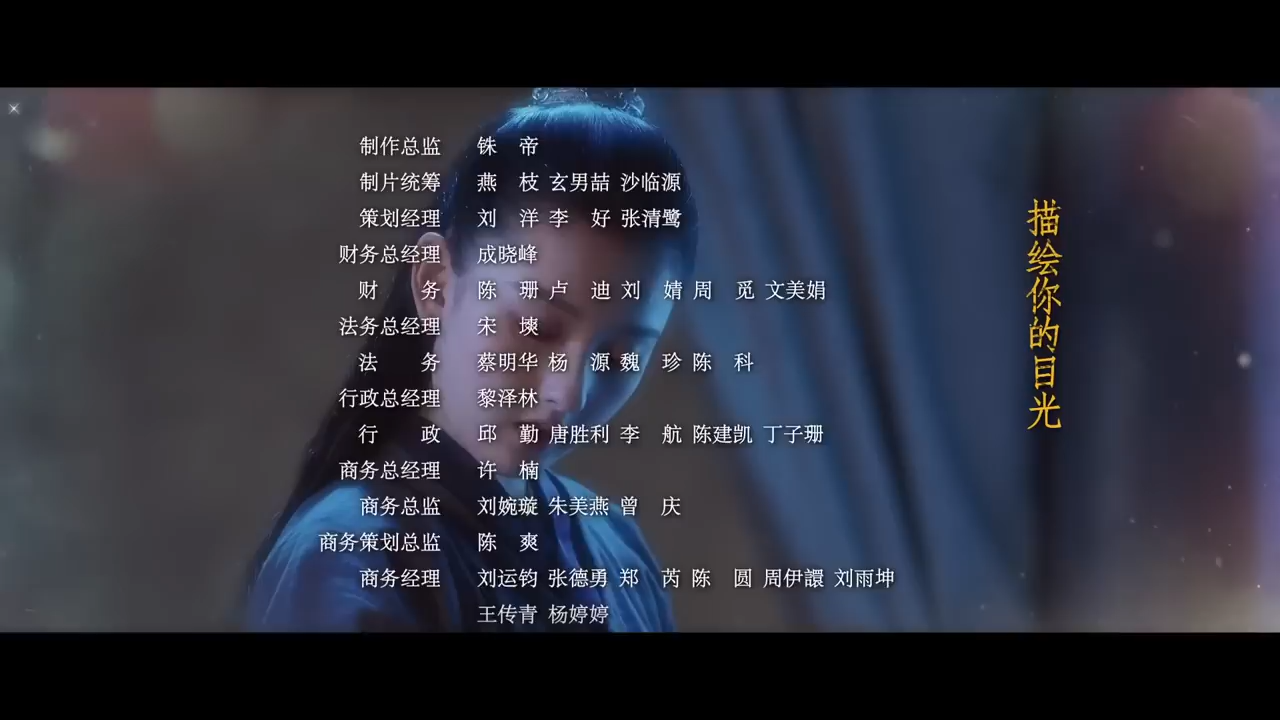 制作总监 铢 帝
制片统筹 燕 枝 玄男喆 沙临源
策划经理 刘 洋 李 好 张清鹭
财务总经理 成晓峰
财 务 陈 珊 卢 迪 刘 婧 周 觅 文美娟
法务总经理 宋 堜
法 务 蔡明华 杨 源 魏 珍 陈 科
行政总经理 黎泽林
行 政 邱 勤 唐胜利 李 航 陈建凯 丁子珊
商务总经理 许 楠
商务总监 刘婉璇 朱美燕 曾 庆
商务策划总监 陈 爽
商务经理 刘运钧 张德勇 郑 芮 陈 圆 周伊譞 刘雨坤
王传青 杨婷婷
描绘你的目光